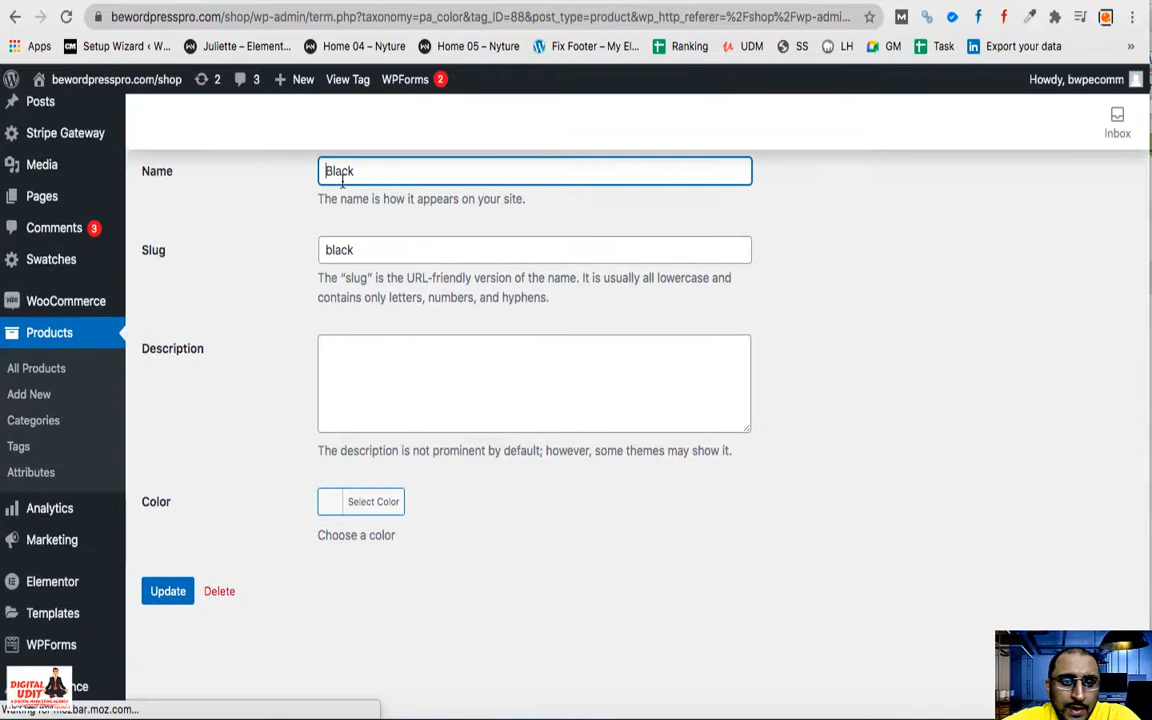 bewordpresspro.com/shop/wp-admin/term.php?taxonomy=pa_color&tag_ID=88&post_type=product&wp_http_referer=%2Fshop%2Fwp-admi...
Apps Setup Wizard ‹ W... Juliette – Element... Home 04 – Nyture Home 05 – Nyture Fix Footer – My El... Ranking UDM SS LH GM Task Export your data »
bewordpresspro.com/shop 2 3 + New View Tag WPForms 2 Howdy, bwpecomm
Posts
Inbox
Stripe Gateway
Media
Pages
Comments 3
Swatches
WooCommerce
Products
All Products
Add New
Categories
Tags
Attributes
Analytics
Marketing
Elementor
Templates
WPForms
Name Black
The name is how it appears on your site.
Slug black
The “slug” is the URL-friendly version of the name. It is usually all lowercase and
contains only letters, numbers, and hyphens.
Description
The description is not prominent by default; however, some themes may show it.
Color Select Color
Choose a color
Update Delete
DIGITAL
UDIT
A DIGITAL MARKETING AGENCY
Waiting for mozbar.moz.com...